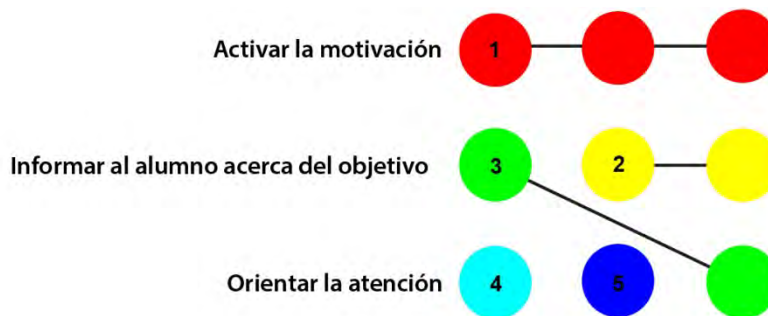 Activar la motivación 1
Informar al alumno acerca del objetivo 3 2
Orientar la atención 4 5